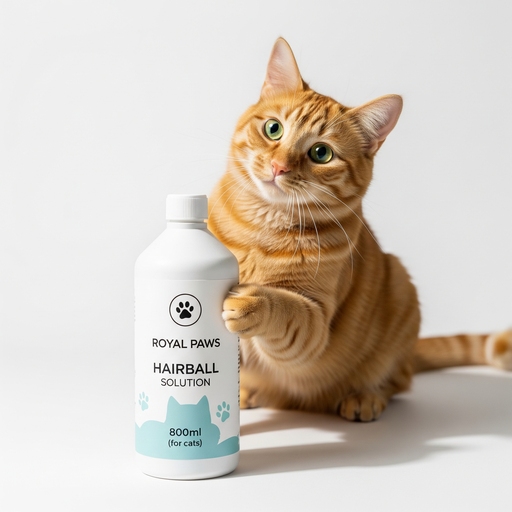 ROYAL PAWS
HAIRBALL
SOLUTION
800ml
(for cats)